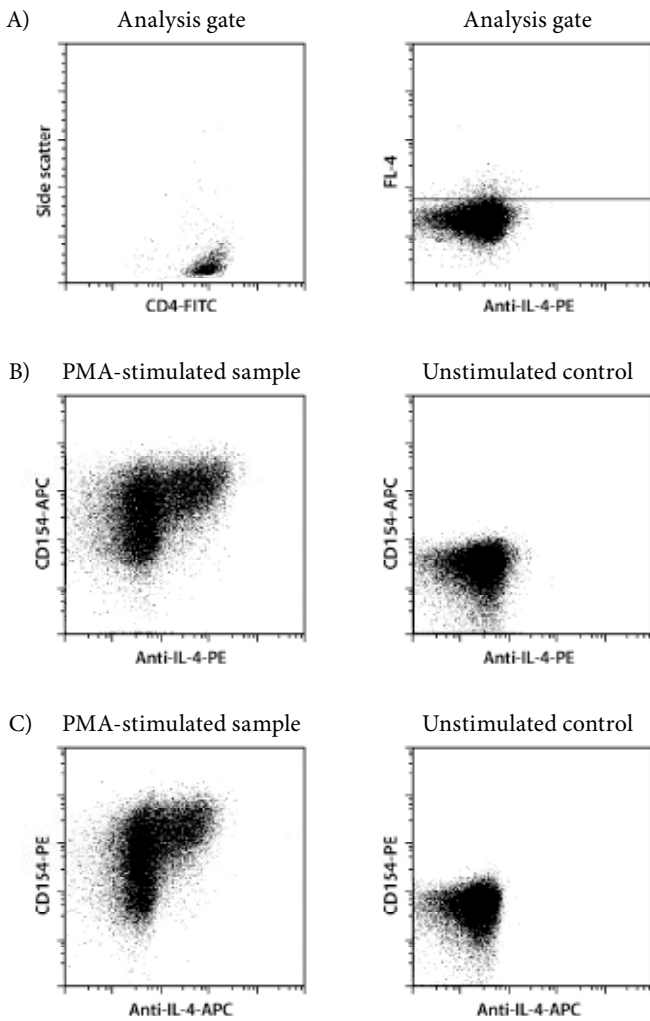 A) Analysis gate Analysis gate
Side scatter
CD4-FITC
FL-4
Anti-IL-4-PE
B) PMA-stimulated sample Unstimulated control
CD154-APC
Anti-IL-4-PE
CD154-APC
Anti-IL-4-PE
C) PMA-stimulated sample Unstimulated control
CD154-PE
Anti-IL-4-APC
CD154-PE
Anti-IL-4-APC